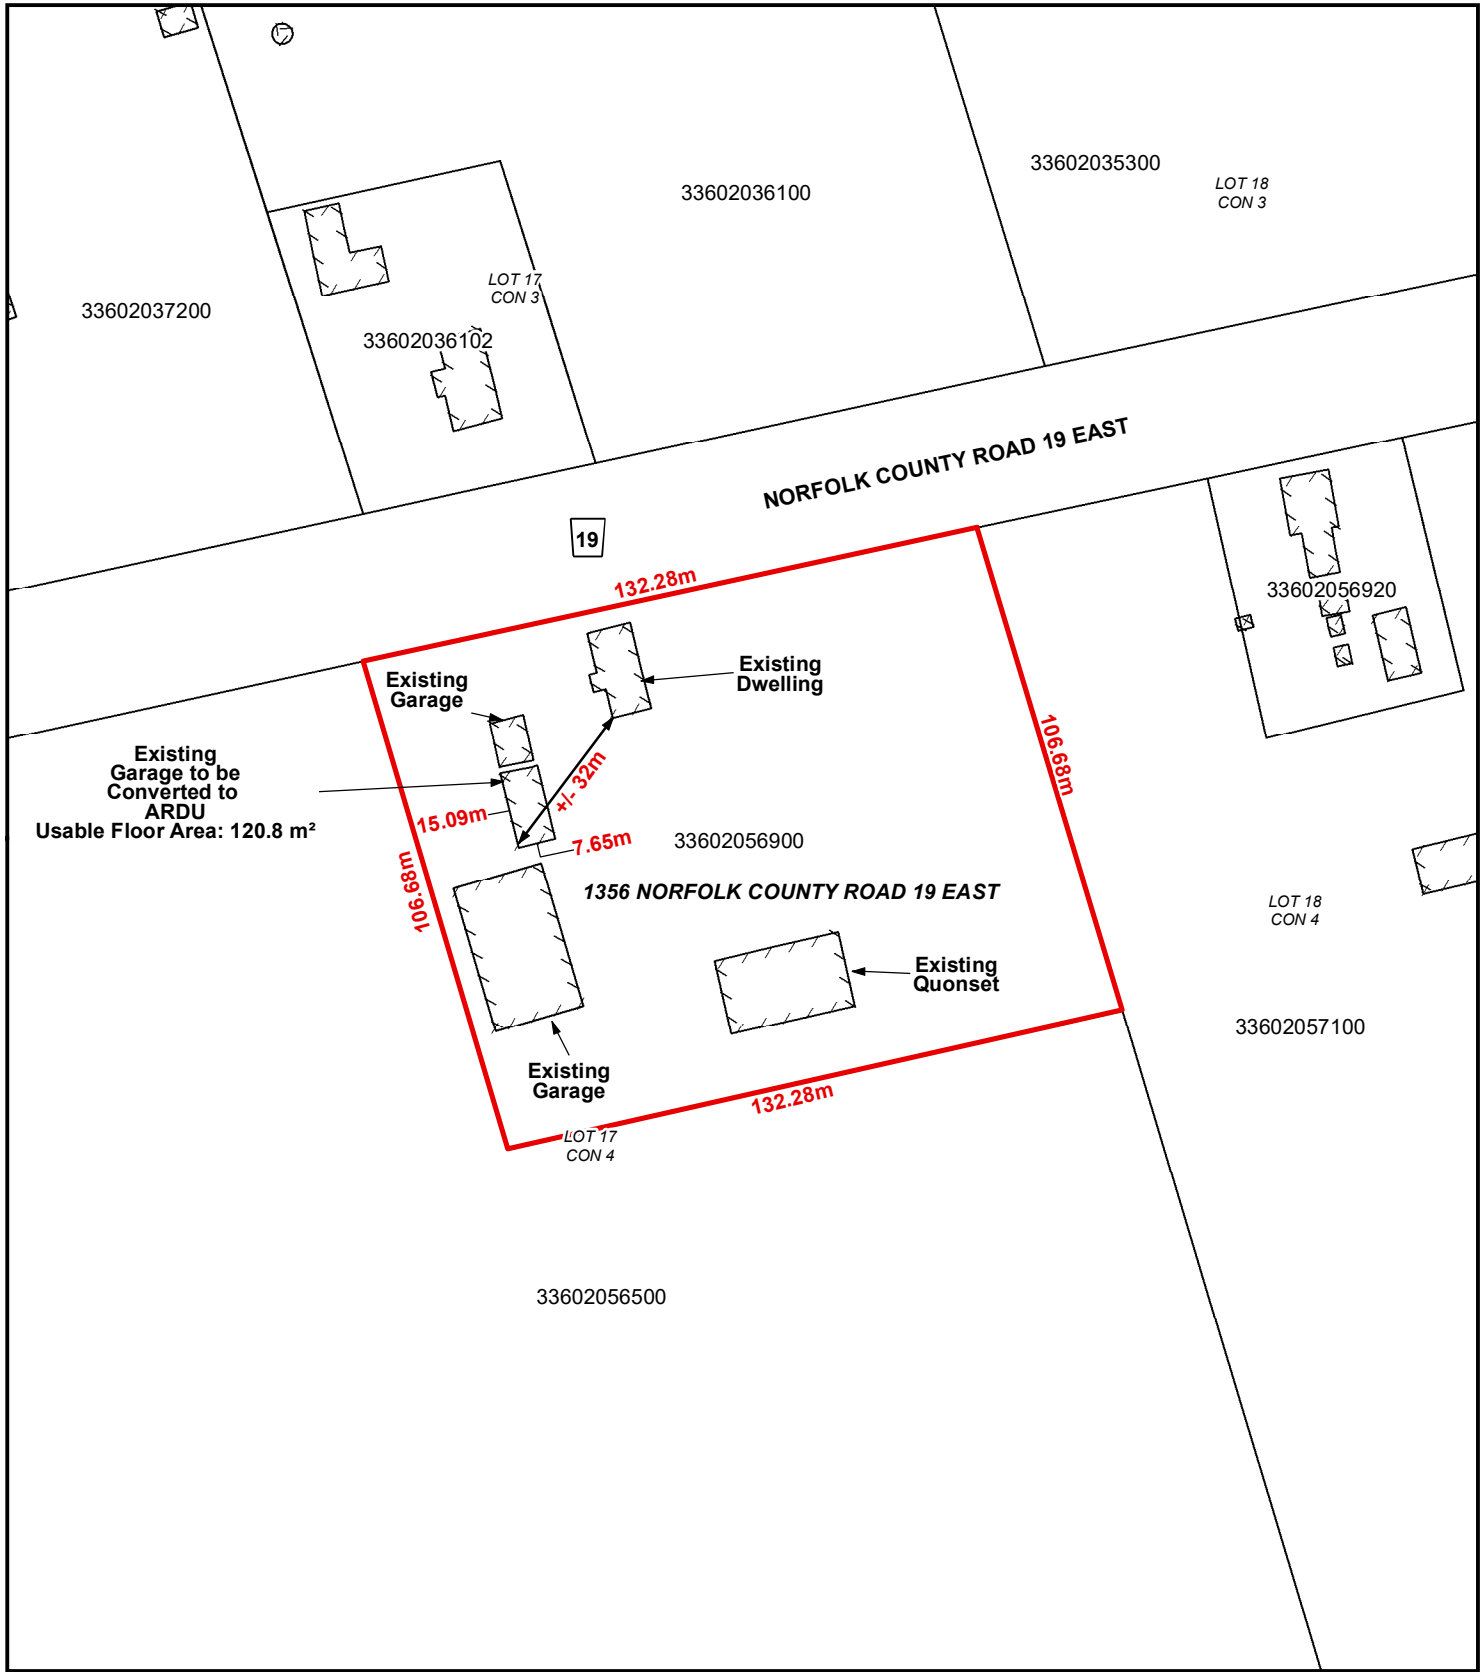 33602036100
33602035300
LOT 18
CON 3
LOT 17
CON 3
33602037200
33602036102
NORFOLK COUNTY ROAD 19 EAST
19
132.28m
33602056920
Existing
Garage
Existing
Dwelling
106.68m
Existing
Garage to be
Converted to
ARDU
Usable Floor Area: 120.8 m²
+/- 32m
15.09m
7.65m
33602056900
106.68m
1356 NORFOLK COUNTY ROAD 19 EAST
LOT 18
CON 4
Existing
Quonset
33602057100
Existing
Garage
132.28m
LOT 17
CON 4
33602056500